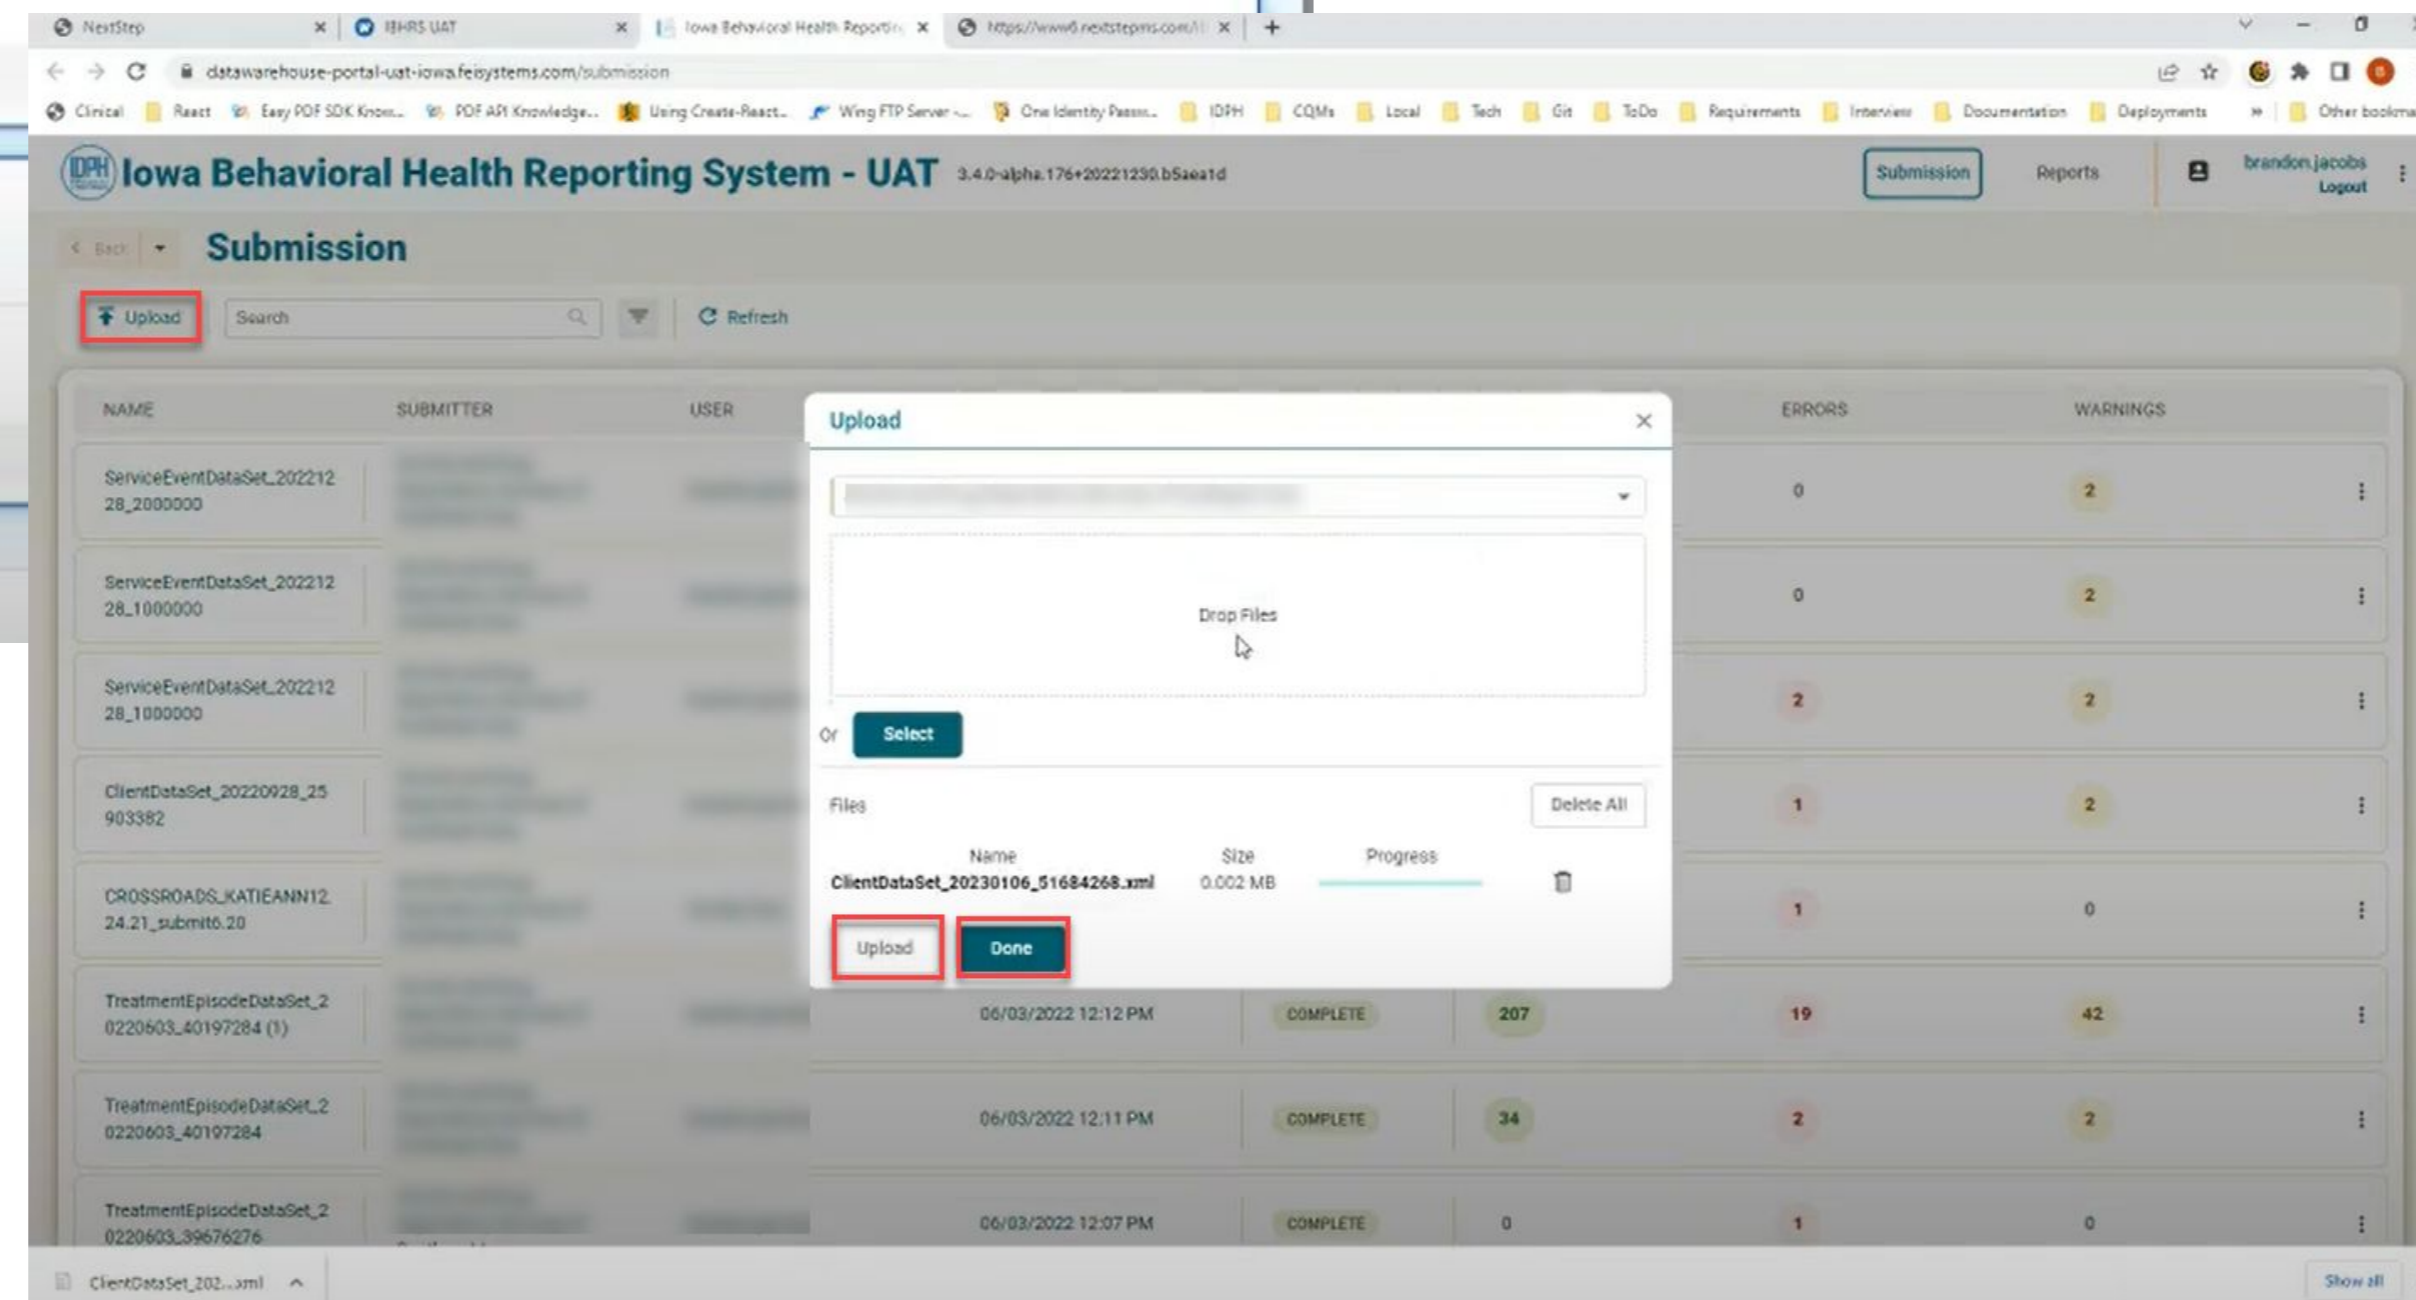 NextStep
IBHRS UAT
Iowa Behavioral Health Reportin
https://www6.nextstepms.com/
datawarehouse-portal-uat-iowa.feisystems.com/submission
Clinical
React
Easy PDF SDK Know...
PDF API Knowledge...
Using Create-React...
Wing FTP Server -...
One Identity Passw...
IDPH
CQMs
Local
Tech
Git
ToDo
Requirements
Interview
Documentation
Deployments
»
Other bookma
IDPH
Iowa Behavioral Health Reporting System - UAT
3.4.0-alpha.176+20221230.b5aea1d
Submission
Reports
brandon.jacobs
Logout
Back
Submission
Upload
Search
Refresh
NAME
SUBMITTER
USER
ERRORS
WARNINGS
Upload
ServiceEventDataSet_202212
28_2000000
0
2
ServiceEventDataSet_202212
28_1000000
0
2
ServiceEventDataSet_202212
28_1000000
2
2
ClientDataSet_20220928_25
903382
1
2
CROSSROADS_KATIEANN12.
24.21_submit6.20
1
0
Drop Files
Or
Select
Files
Delete All
Name
Size
Progress
ClientDataSet_20230106_51684268.xml
0.002 MB
Upload
Done
TreatmentEpisodeDataSet_2
0220603_40197284 (1)
06/03/2022 12:12 PM
COMPLETE
207
19
42
TreatmentEpisodeDataSet_2
0220603_40197284
06/03/2022 12:11 PM
COMPLETE
34
2
2
TreatmentEpisodeDataSet_2
0220603_39676276
06/03/2022 12:07 PM
COMPLETE
0
1
0
ClientDataSet_202...xml
Show all